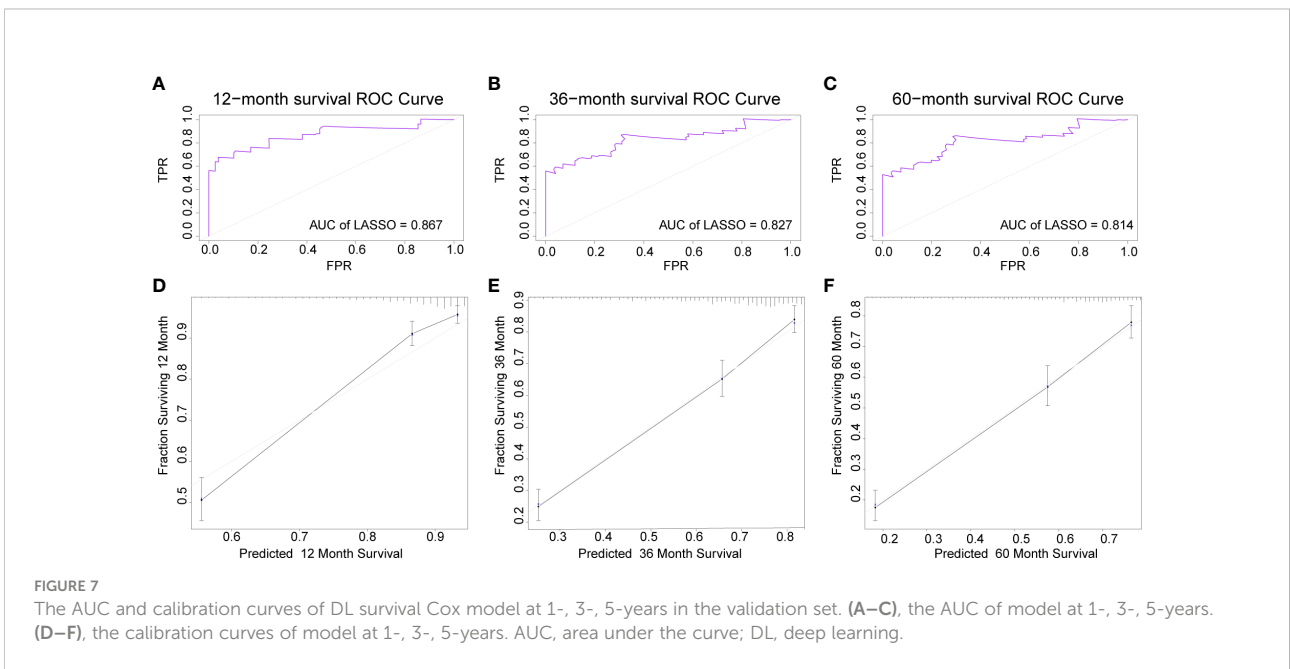 A
12−month survival ROC Curve
TPR
0.0 0.2 0.4 0.6 0.8 1.0
AUC of LASSO = 0.867
0.0 0.2 0.4 0.6 0.8 1.0
FPR
B
36−month survival ROC Curve
TPR
0.0 0.2 0.4 0.6 0.8 1.0
AUC of LASSO = 0.827
0.0 0.2 0.4 0.6 0.8 1.0
FPR
C
60−month survival ROC Curve
TPR
0.0 0.2 0.4 0.6 0.8 1.0
AUC of LASSO = 0.814
0.0 0.2 0.4 0.6 0.8 1.0
FPR
D
Fraction Surviving 12 Month
0.5 0.6 0.7 0.8 0.9
0.6 0.7 0.8 0.9
Predicted 12 Month Survival
E
Fraction Surviving 36 Month
0.2 0.3 0.4 0.5 0.6 0.7 0.8 0.9
0.3 0.4 0.5 0.6 0.7 0.8
Predicted 36 Month Survival
F
Fraction Surviving 60 Month
0.2 0.3 0.4 0.5 0.6 0.7 0.8
0.2 0.3 0.4 0.5 0.6 0.7
Predicted 60 Month Survival
FIGURE 7
The AUC and calibration curves of DL survival Cox model at 1-, 3-, 5-years in the validation set. (A–C), the AUC of model at 1-, 3-, 5-years.
(D–F), the calibration curves of model at 1-, 3-, 5-years. AUC, area under the curve; DL, deep learning.